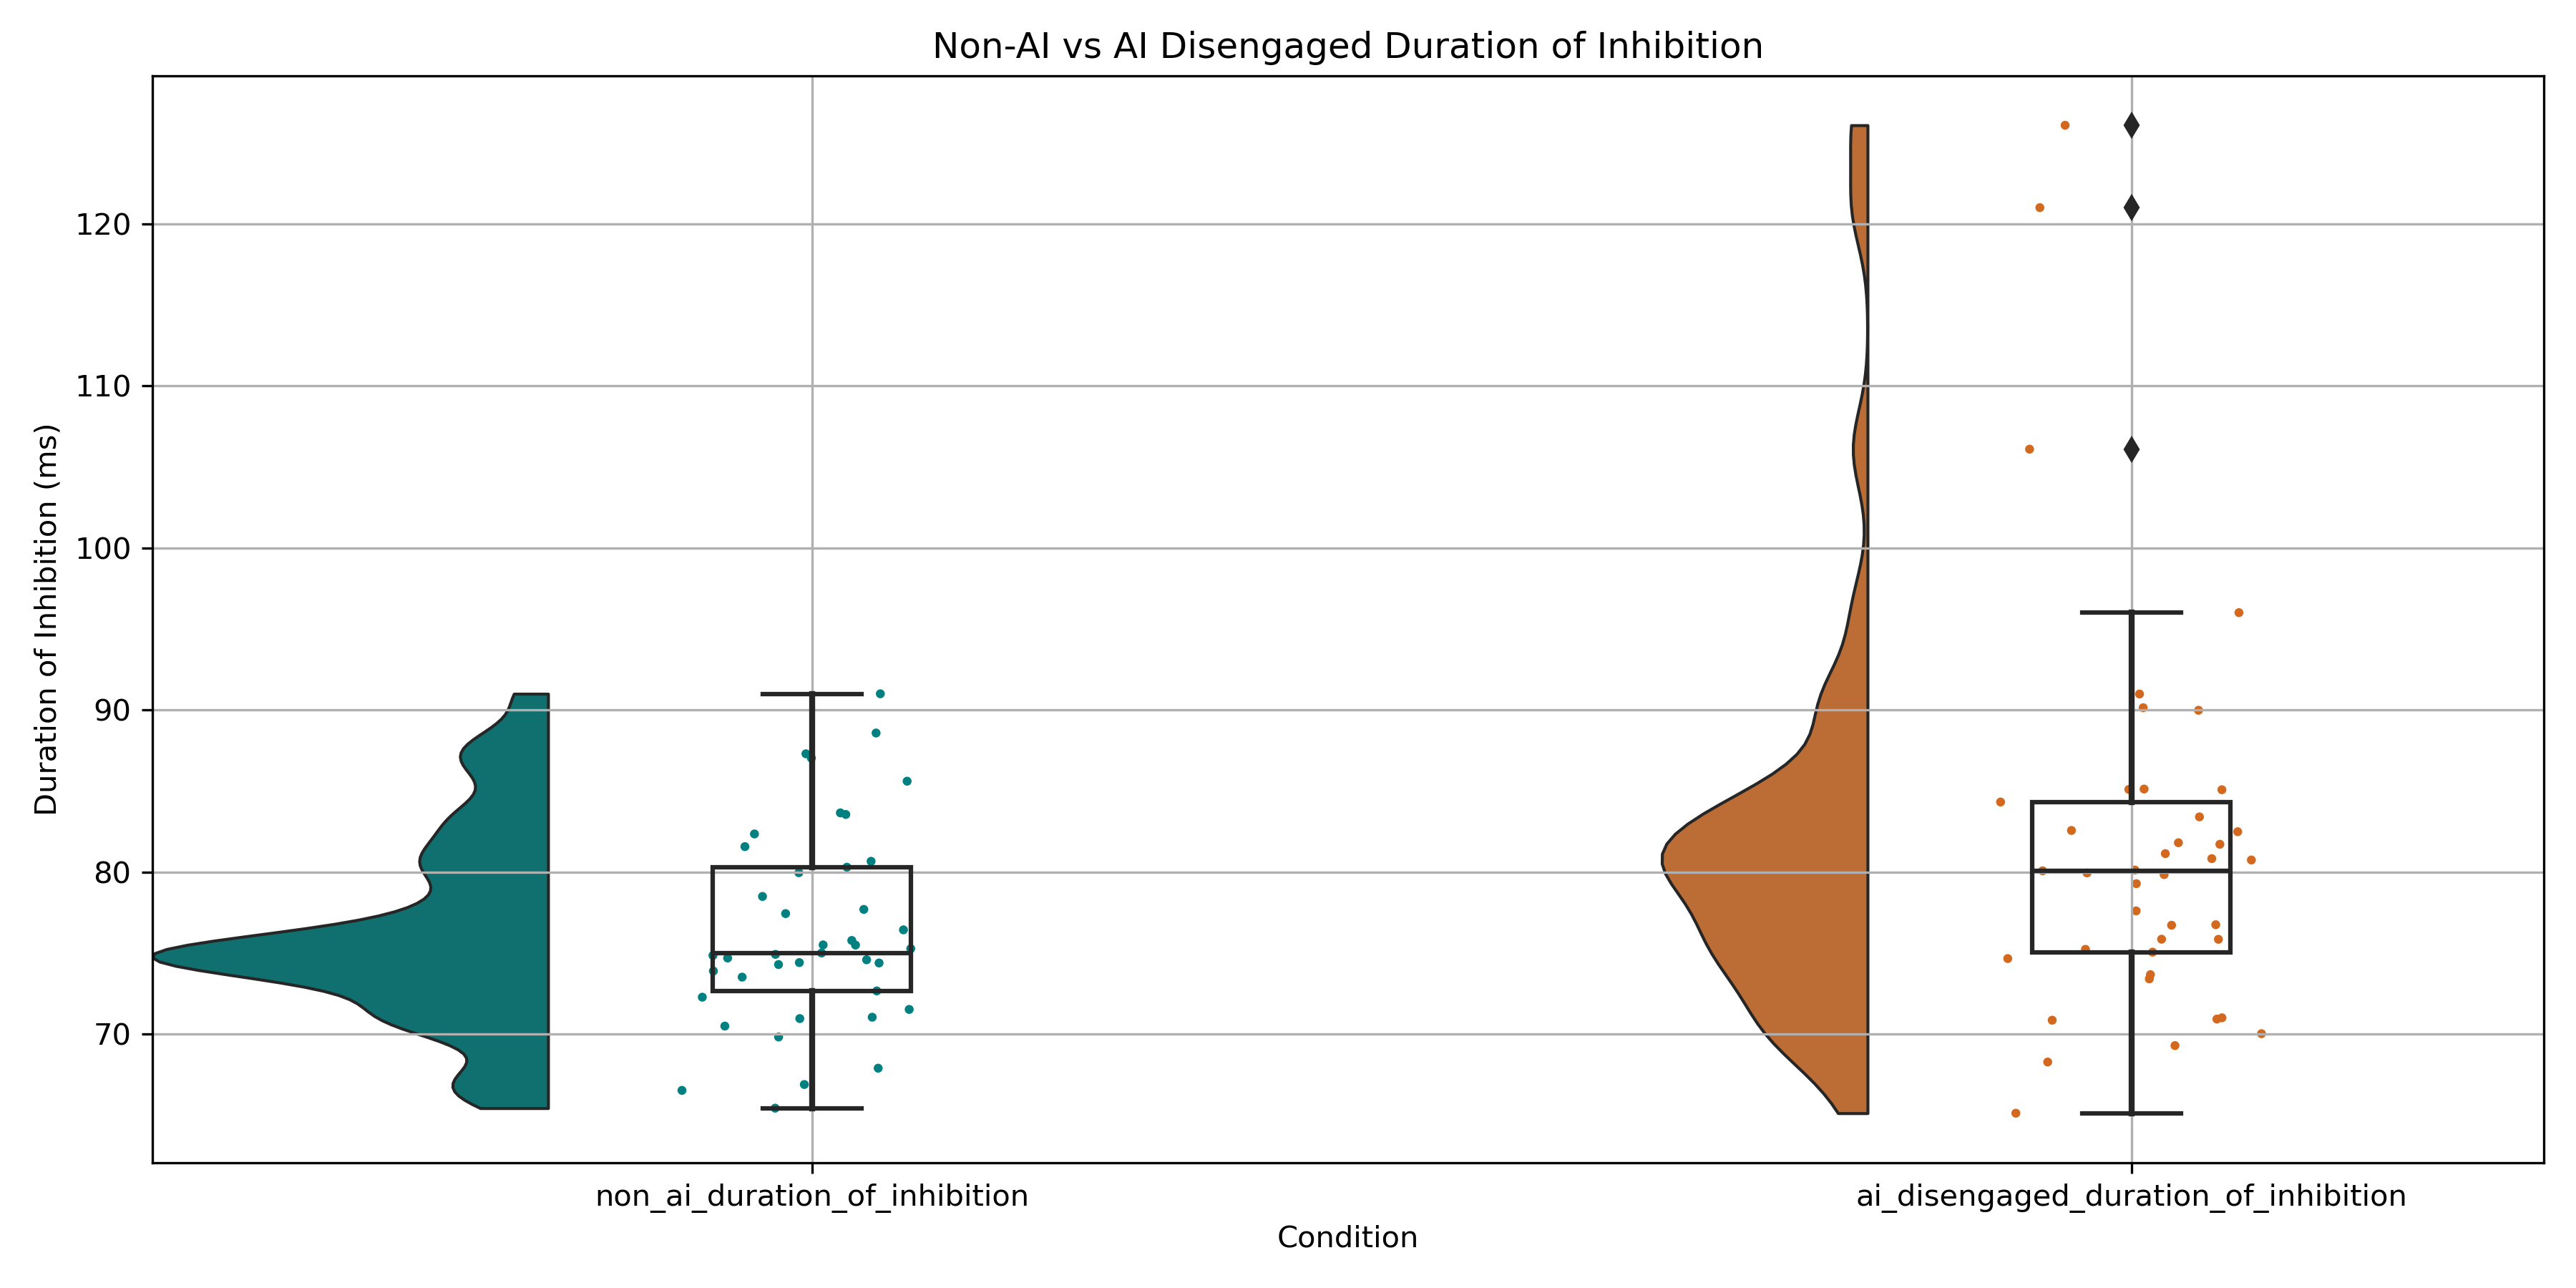 Non-AI vs AI Disengaged Duration of Inhibition
Duration of Inhibition (ms)
120
110
100
90
80
70
non_ai_duration_of_inhibition
ai_disengaged_duration_of_inhibition
Condition